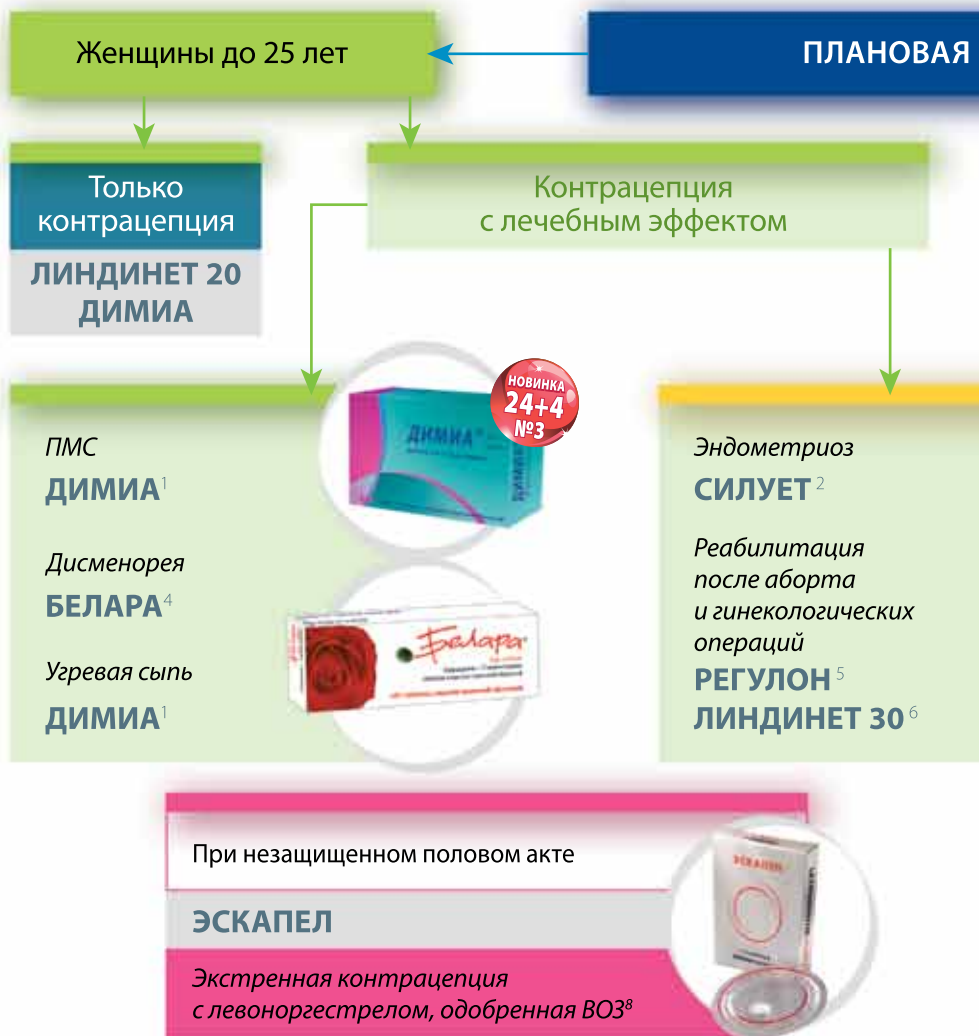 Женщины до 25 лет
ПЛАНОВАЯ
Только
контрацепция
ЛИНДИНЕТ 20
ДИМИА
Контрацепция
с лечебным эффектом
ПМС
ДИМИА¹
Дисменорея
БЕЛАРА⁴
Угревая сыпь
ДИМИА¹
НОВИНКА
24+4
№3
ДИМИА®
Белара®
Эндометриоз
СИЛУЕТ ²
Реабилитация
после аборта
и гинекологических
операций
РЕГУЛОН ⁵
ЛИНДИНЕТ 30 ⁶
При незащищенном половом акте
ЭСКАПЕЛ
Экстренная контрацепция
с левоноргестрелом, одобренная ВОЗ⁸
ЭСКАПЕЛ